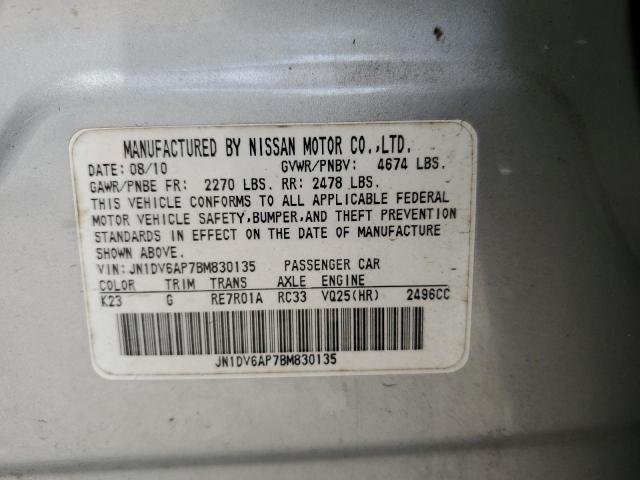 MANUFACTURED BY NISSAN MOTOR CO.,LTD.
DATE: 08/10 GVWR/PNBV: 4674 LBS.
GAWR/PNBE FR: 2270 LBS. RR: 2478 LBS.
THIS VEHICLE CONFORMS TO ALL APPLICABLE FEDERAL
MOTOR VEHICLE SAFETY,BUMPER,AND THEFT PREVENTION
STANDARDS IN EFFECT ON THE DATE OF MANUFACTURE
SHOWN ABOVE.
VIN: JN1DV6AP7BM830135 PASSENGER CAR
COLOR TRIM TRANS AXLE ENGINE
K23 G RE7R01A RC33 VQ25(HR) 2496CC
JN1DV6AP7BM830135